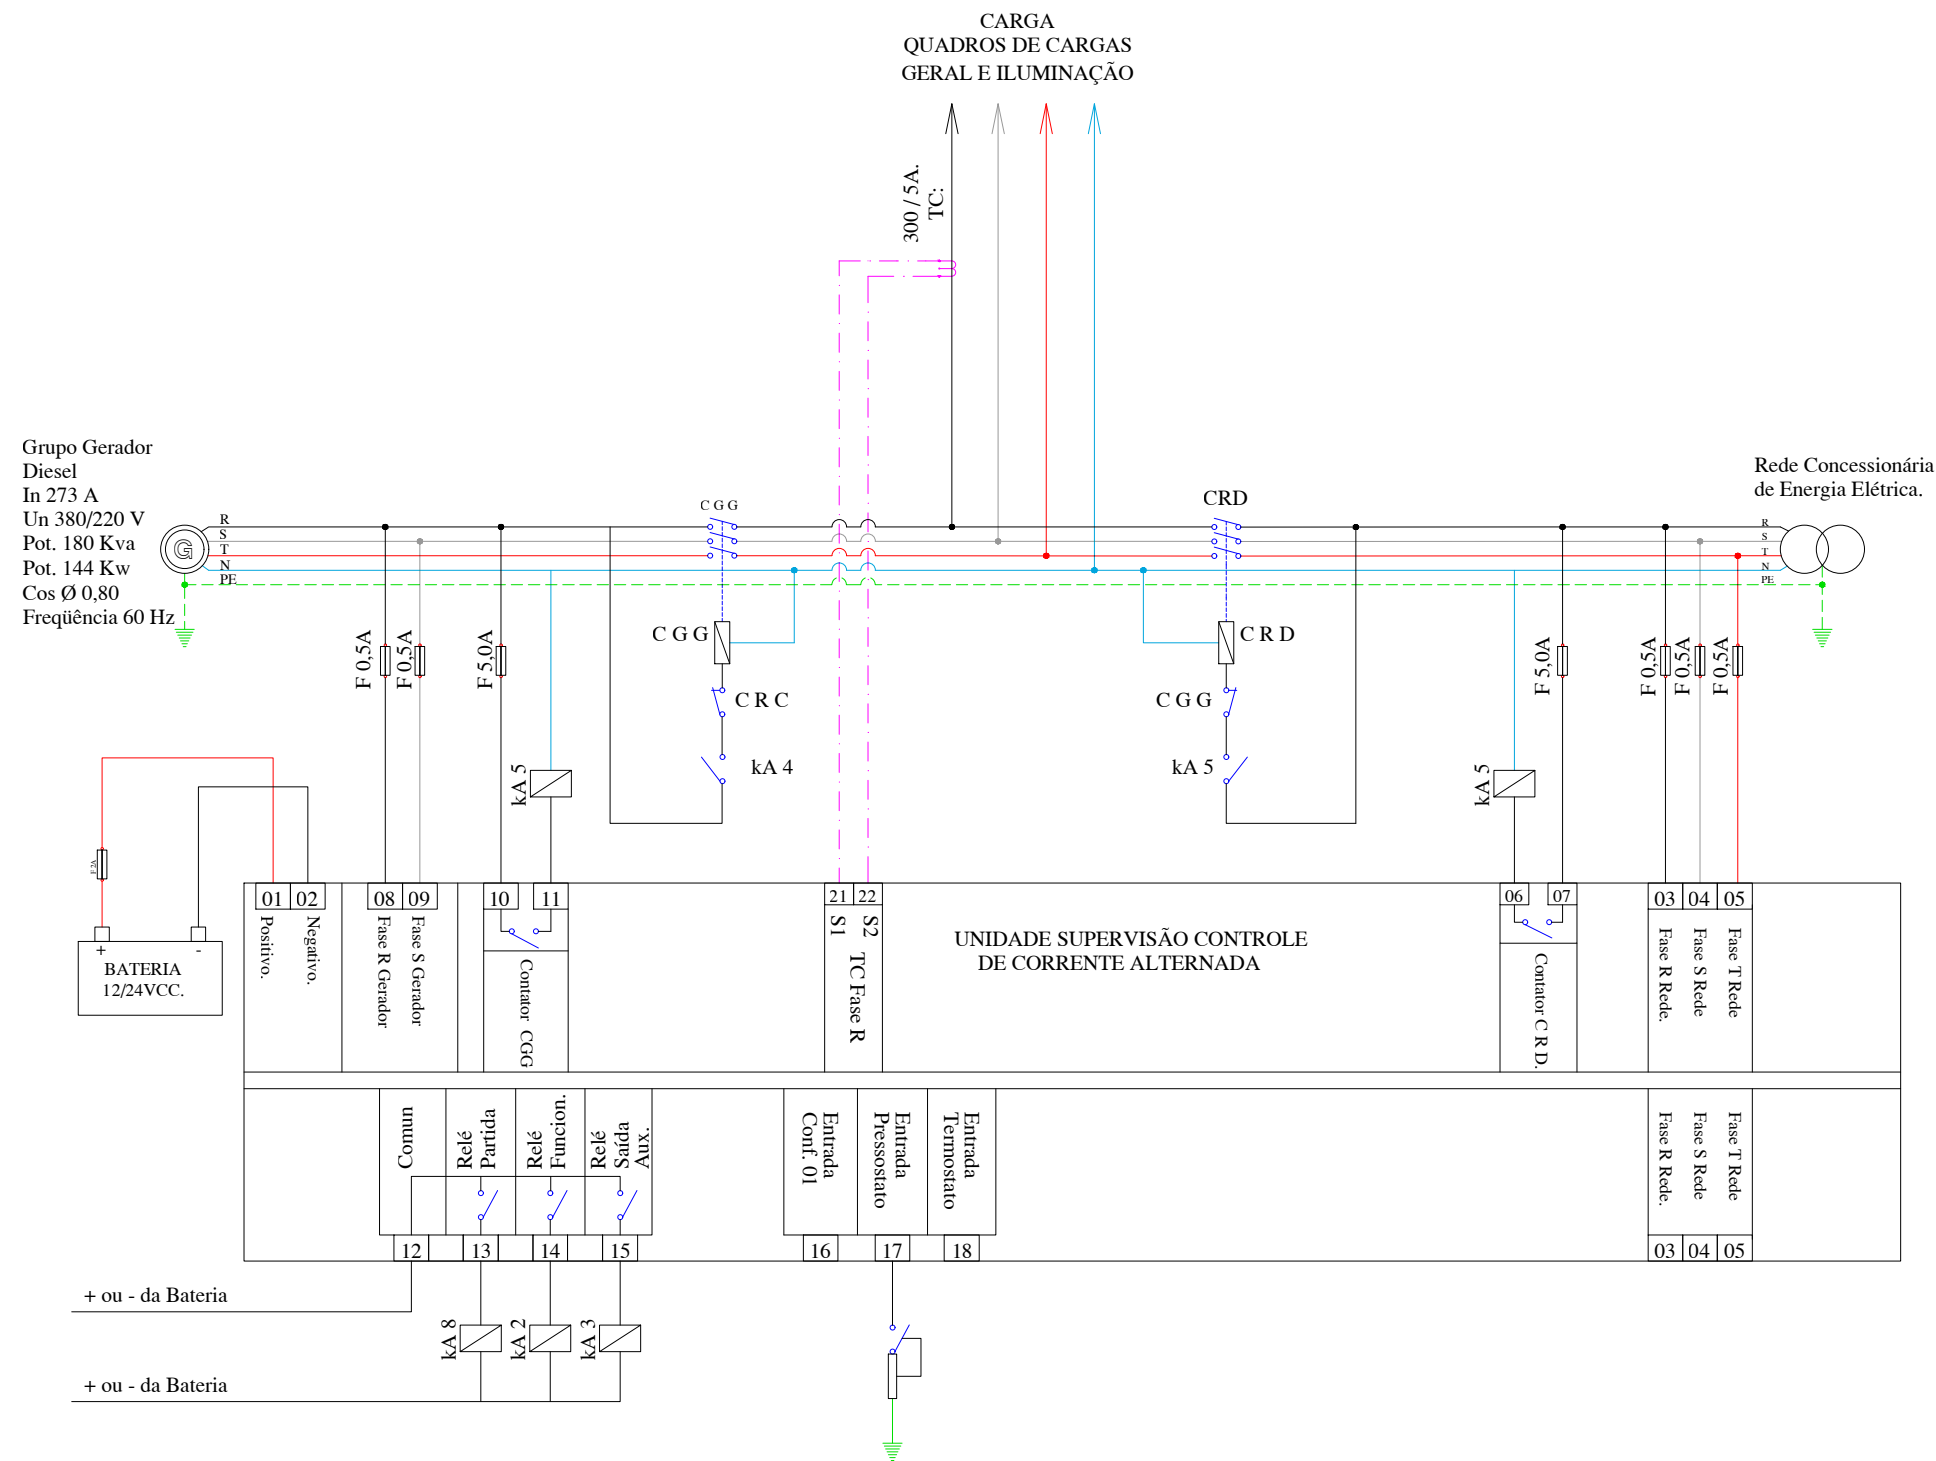 CARGA
QUADROS DE CARGAS
GERAL E ILUMINAÇÃO
300 / 5A.
TC:
Grupo Gerador
Diesel
In 273 A
Un 380/220 V
Pot. 180 Kva
Pot. 144 Kw
Cos Ø 0,80
Freqüência 60 Hz
G
R
S
T
N
PE
C G G
CRD
Rede Concessionária
de Energia Elétrica.
R
S
T
N
PE
F 0,5A
F 0,5A
F 5,0A
C G G
C R C
kA 4
C R D
C G G
kA 5
F 5,0A
F 0,5A
F 0,5A
F 0,5A
kA 5
kA 5
F 2A
+
-
BATERIA
12/24VCC.
01
02
08
09
10
11
21
22
06
07
03
04
05
Positivo.
Negativo.
Fase R Gerador
Fase S Gerador
Contator CGG
S1
S2
TC Fase R
UNIDADE SUPERVISÃO CONTROLE
DE CORRENTE ALTERNADA
Contator C R D.
Fase R Rede.
Fase S Rede
Fase T Rede
Comun
Relé
Partida
Relé
Funcion.
Relé
Saída
Aux.
Entrada
Conf. 01
Entrada
Pressostato
Entrada
Termostato
Fase R Rede.
Fase S Rede
Fase T Rede
12
13
14
15
16
17
18
03
04
05
+ ou - da Bateria
kA 8
kA 2
kA 3
+ ou - da Bateria